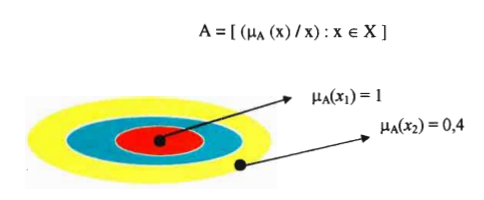 A = [ (μA (x) / x) : x ∈ X ]
μA(x1) = 1
μA(x2) = 0,4